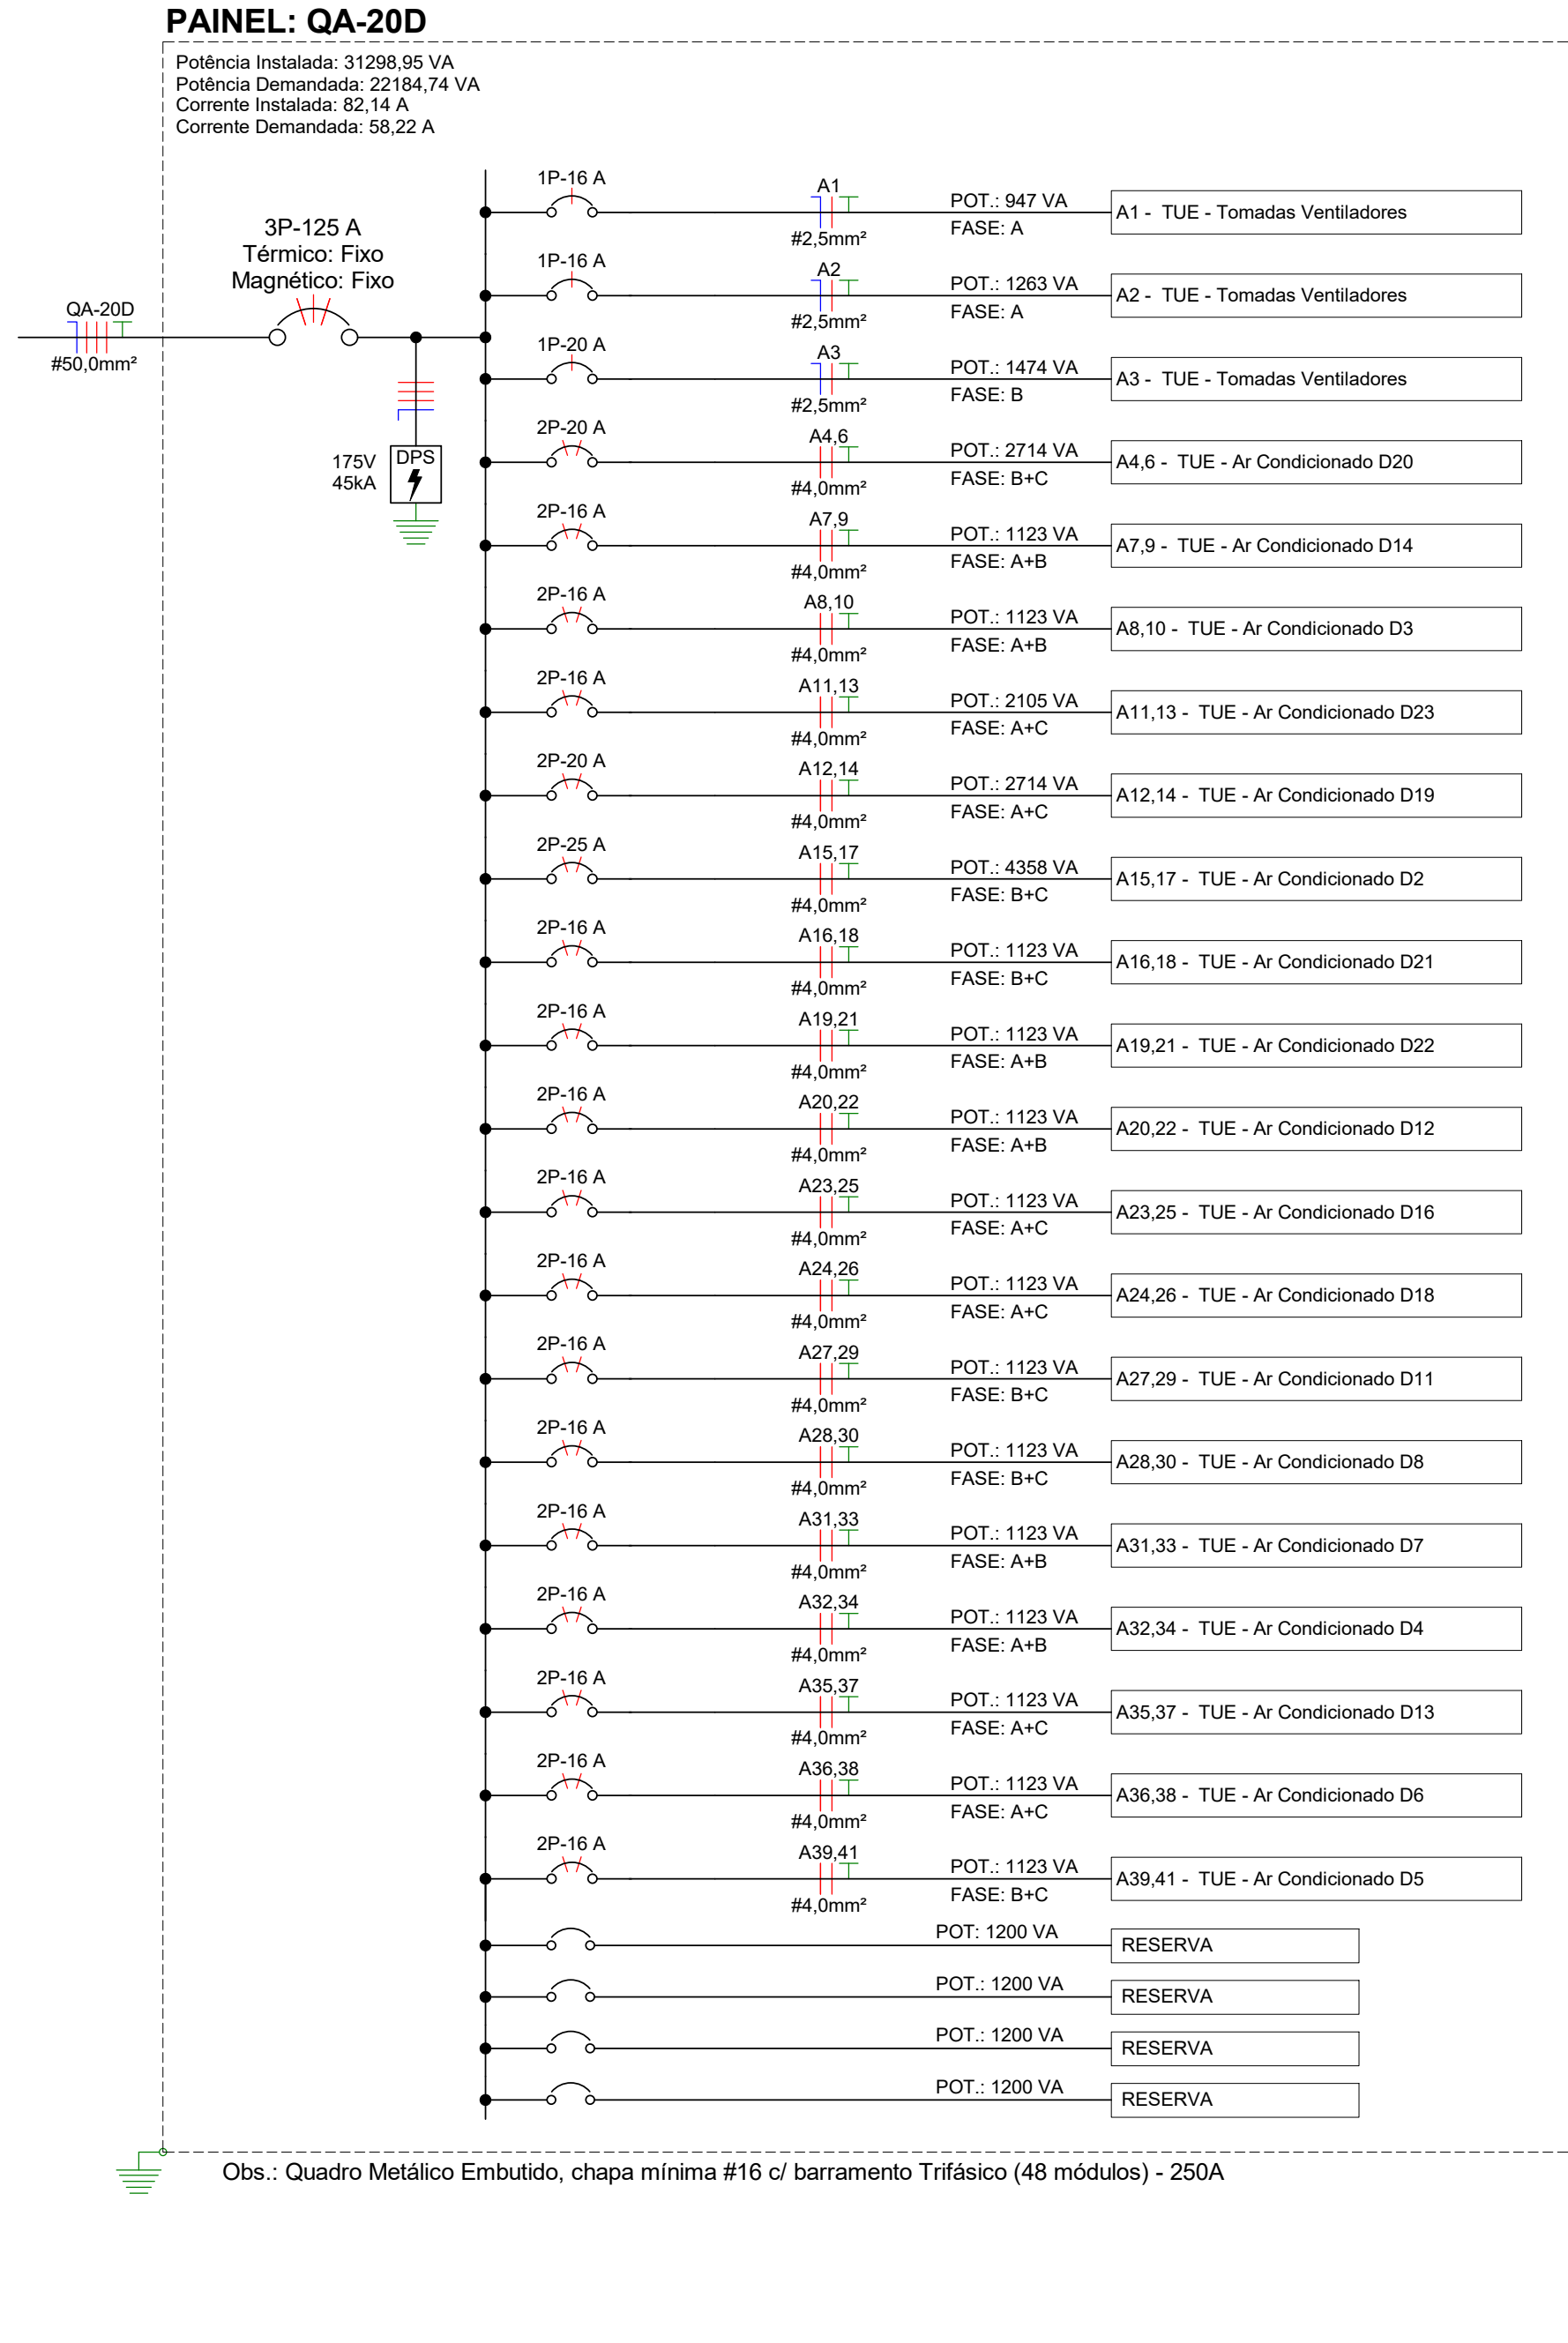 PAINEL: QA-20D
Potência Instalada: 31298,95 VA
Potência Demandada: 22184,74 VA
Corrente Instalada: 82,14 A
Corrente Demandada: 58,22 A
3P-125 A
Térmico: Fixo
Magnético: Fixo
QA-20D
#50,0mm²
175V
45kA
DPS
1P-16 A
A1
#2,5mm²
POT.: 947 VA
FASE: A
A1 - TUE - Tomadas Ventiladores
1P-16 A
A2
#2,5mm²
POT.: 1263 VA
FASE: A
A2 - TUE - Tomadas Ventiladores
1P-20 A
A3
#2,5mm²
POT.: 1474 VA
FASE: B
A3 - TUE - Tomadas Ventiladores
2P-20 A
A4,6
#4,0mm²
POT.: 2714 VA
FASE: B+C
A4,6 - TUE - Ar Condicionado D20
2P-16 A
A7,9
#4,0mm²
POT.: 1123 VA
FASE: A+B
A7,9 - TUE - Ar Condicionado D14
2P-16 A
A8,10
#4,0mm²
POT.: 1123 VA
FASE: A+B
A8,10 - TUE - Ar Condicionado D3
2P-16 A
A11,13
#4,0mm²
POT.: 2105 VA
FASE: A+C
A11,13 - TUE - Ar Condicionado D23
2P-20 A
A12,14
#4,0mm²
POT.: 2714 VA
FASE: A+C
A12,14 - TUE - Ar Condicionado D19
2P-25 A
A15,17
#4,0mm²
POT.: 4358 VA
FASE: B+C
A15,17 - TUE - Ar Condicionado D2
2P-16 A
A16,18
#4,0mm²
POT.: 1123 VA
FASE: B+C
A16,18 - TUE - Ar Condicionado D21
2P-16 A
A19,21
#4,0mm²
POT.: 1123 VA
FASE: A+B
A19,21 - TUE - Ar Condicionado D22
2P-16 A
A20,22
#4,0mm²
POT.: 1123 VA
FASE: A+B
A20,22 - TUE - Ar Condicionado D12
2P-16 A
A23,25
#4,0mm²
POT.: 1123 VA
FASE: A+C
A23,25 - TUE - Ar Condicionado D16
2P-16 A
A24,26
#4,0mm²
POT.: 1123 VA
FASE: A+C
A24,26 - TUE - Ar Condicionado D18
2P-16 A
A27,29
#4,0mm²
POT.: 1123 VA
FASE: B+C
A27,29 - TUE - Ar Condicionado D11
2P-16 A
A28,30
#4,0mm²
POT.: 1123 VA
FASE: B+C
A28,30 - TUE - Ar Condicionado D8
2P-16 A
A31,33
#4,0mm²
POT.: 1123 VA
FASE: A+B
A31,33 - TUE - Ar Condicionado D7
2P-16 A
A32,34
#4,0mm²
POT.: 1123 VA
FASE: A+B
A32,34 - TUE - Ar Condicionado D4
2P-16 A
A35,37
#4,0mm²
POT.: 1123 VA
FASE: A+C
A35,37 - TUE - Ar Condicionado D13
2P-16 A
A36,38
#4,0mm²
POT.: 1123 VA
FASE: A+C
A36,38 - TUE - Ar Condicionado D6
2P-16 A
A39,41
#4,0mm²
POT.: 1123 VA
FASE: B+C
A39,41 - TUE - Ar Condicionado D5
POT: 1200 VA
RESERVA
POT.: 1200 VA
RESERVA
POT.: 1200 VA
RESERVA
POT.: 1200 VA
RESERVA
Obs.: Quadro Metálico Embutido, chapa mínima #16 c/ barramento Trifásico (48 módulos) - 250A